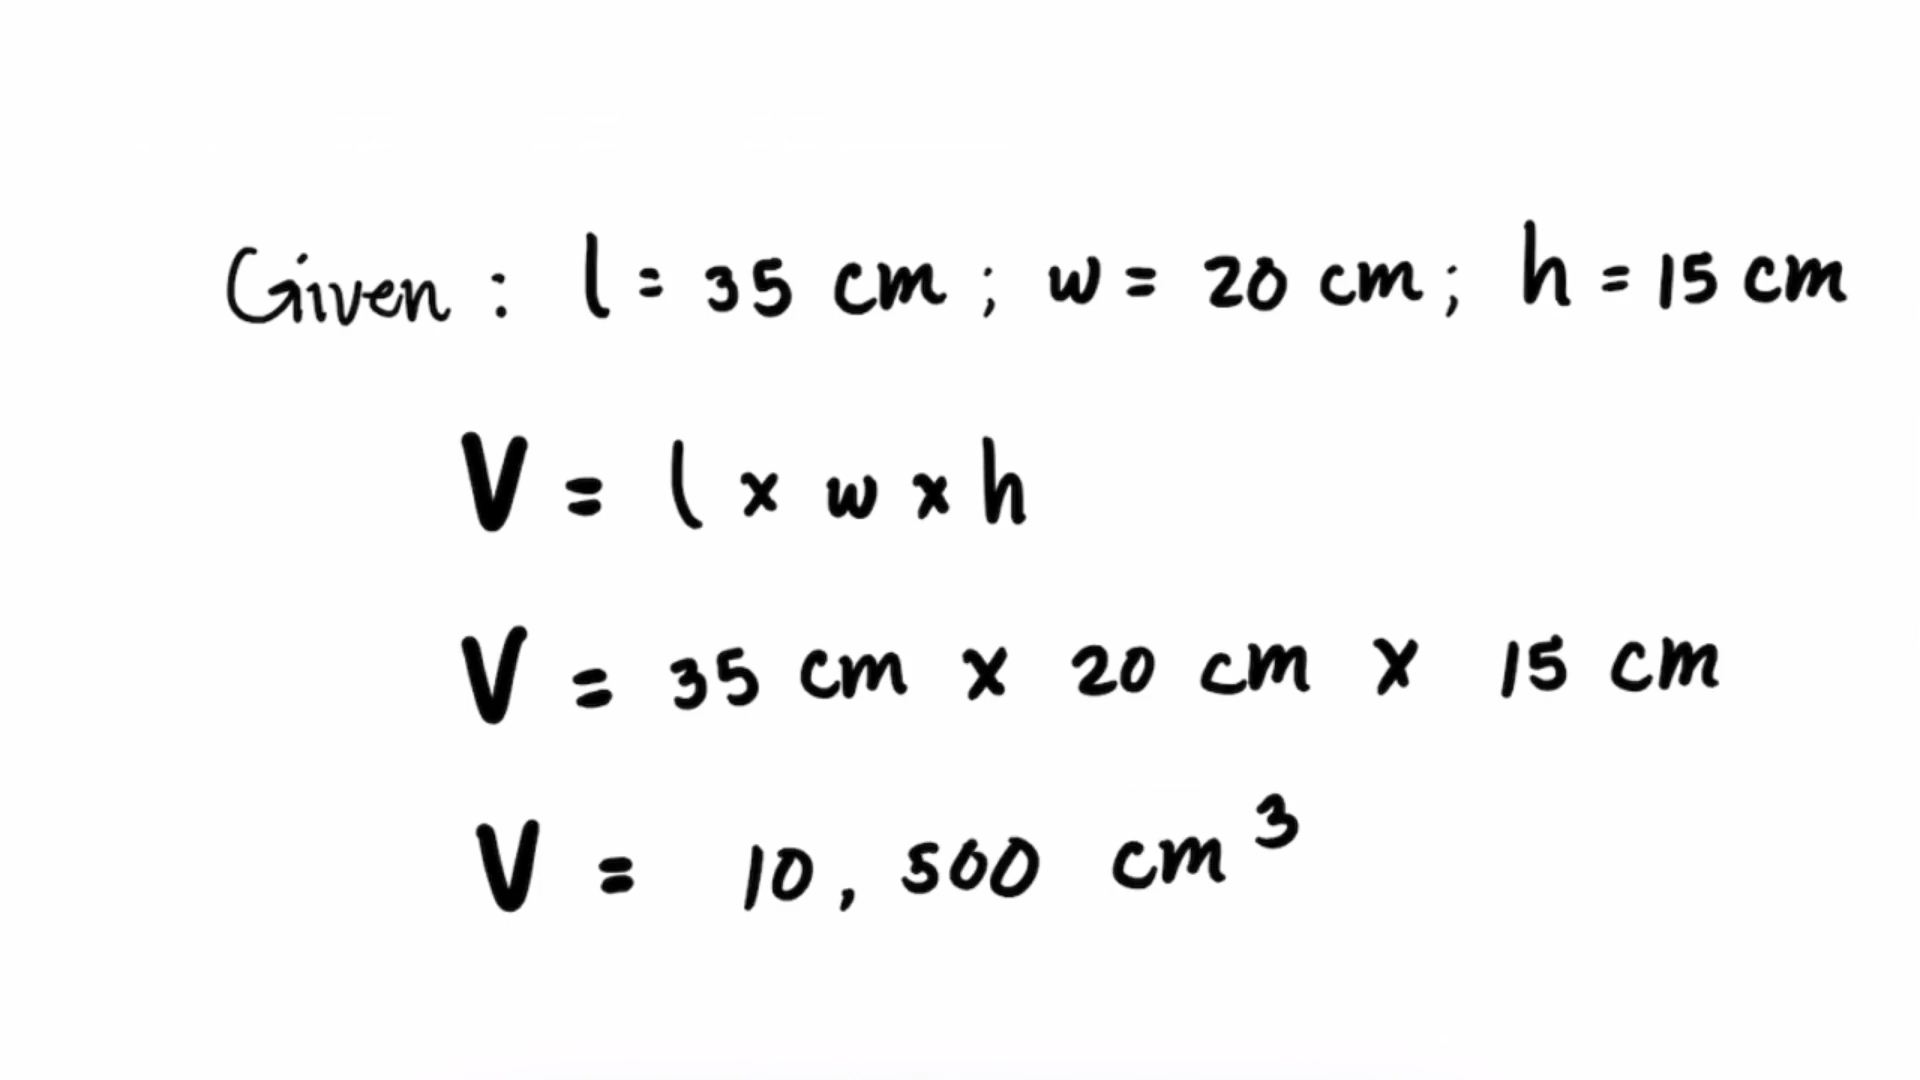 Given : l = 35 cm ; w = 20 cm ; h = 15 cm
V = l x w x h
V = 35 cm x 20 cm x 15 cm
V = 10, 500 cm³